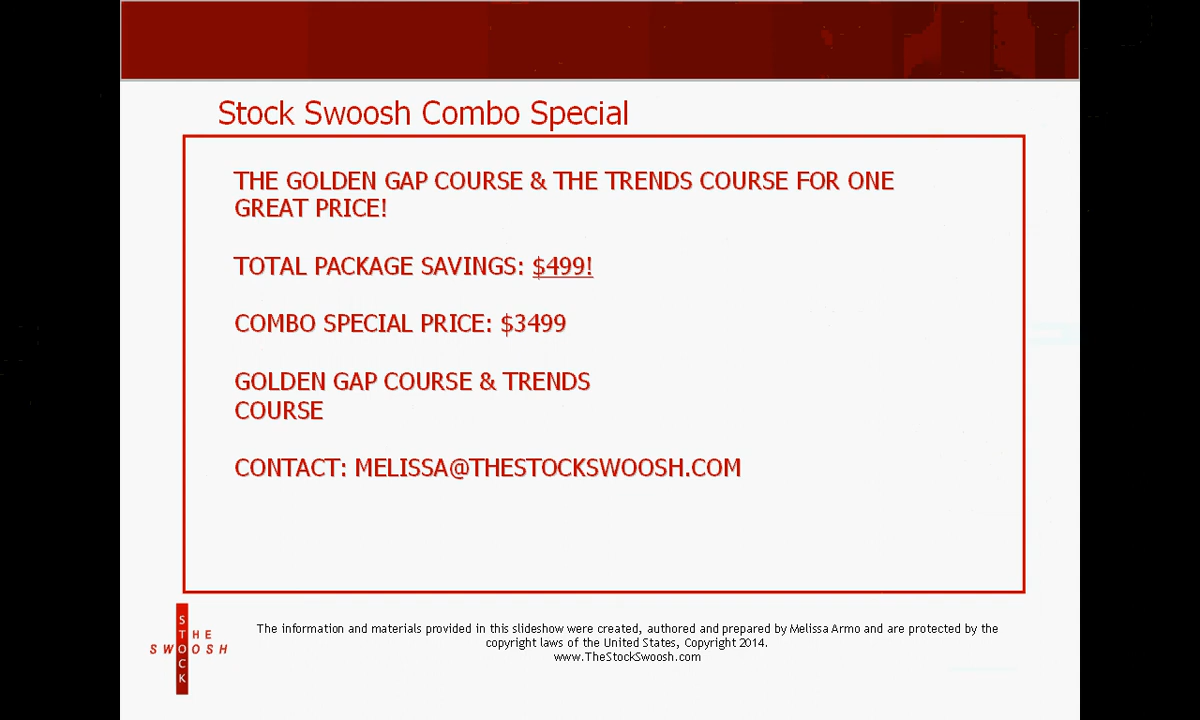 Stock Swoosh Combo Special
THE GOLDEN GAP COURSE & THE TRENDS COURSE FOR ONE
GREAT PRICE!
TOTAL PACKAGE SAVINGS: $499!
COMBO SPECIAL PRICE: $3499
GOLDEN GAP COURSE & TRENDS
COURSE
CONTACT: MELISSA@THESTOCKSWOOSH.COM
THE
STOCK
SWOOSH
The information and materials provided in this slideshow were created, authored and prepared by Melissa Armo and are protected by the
copyright laws of the United States, Copyright 2014.
www.TheStockSwoosh.com